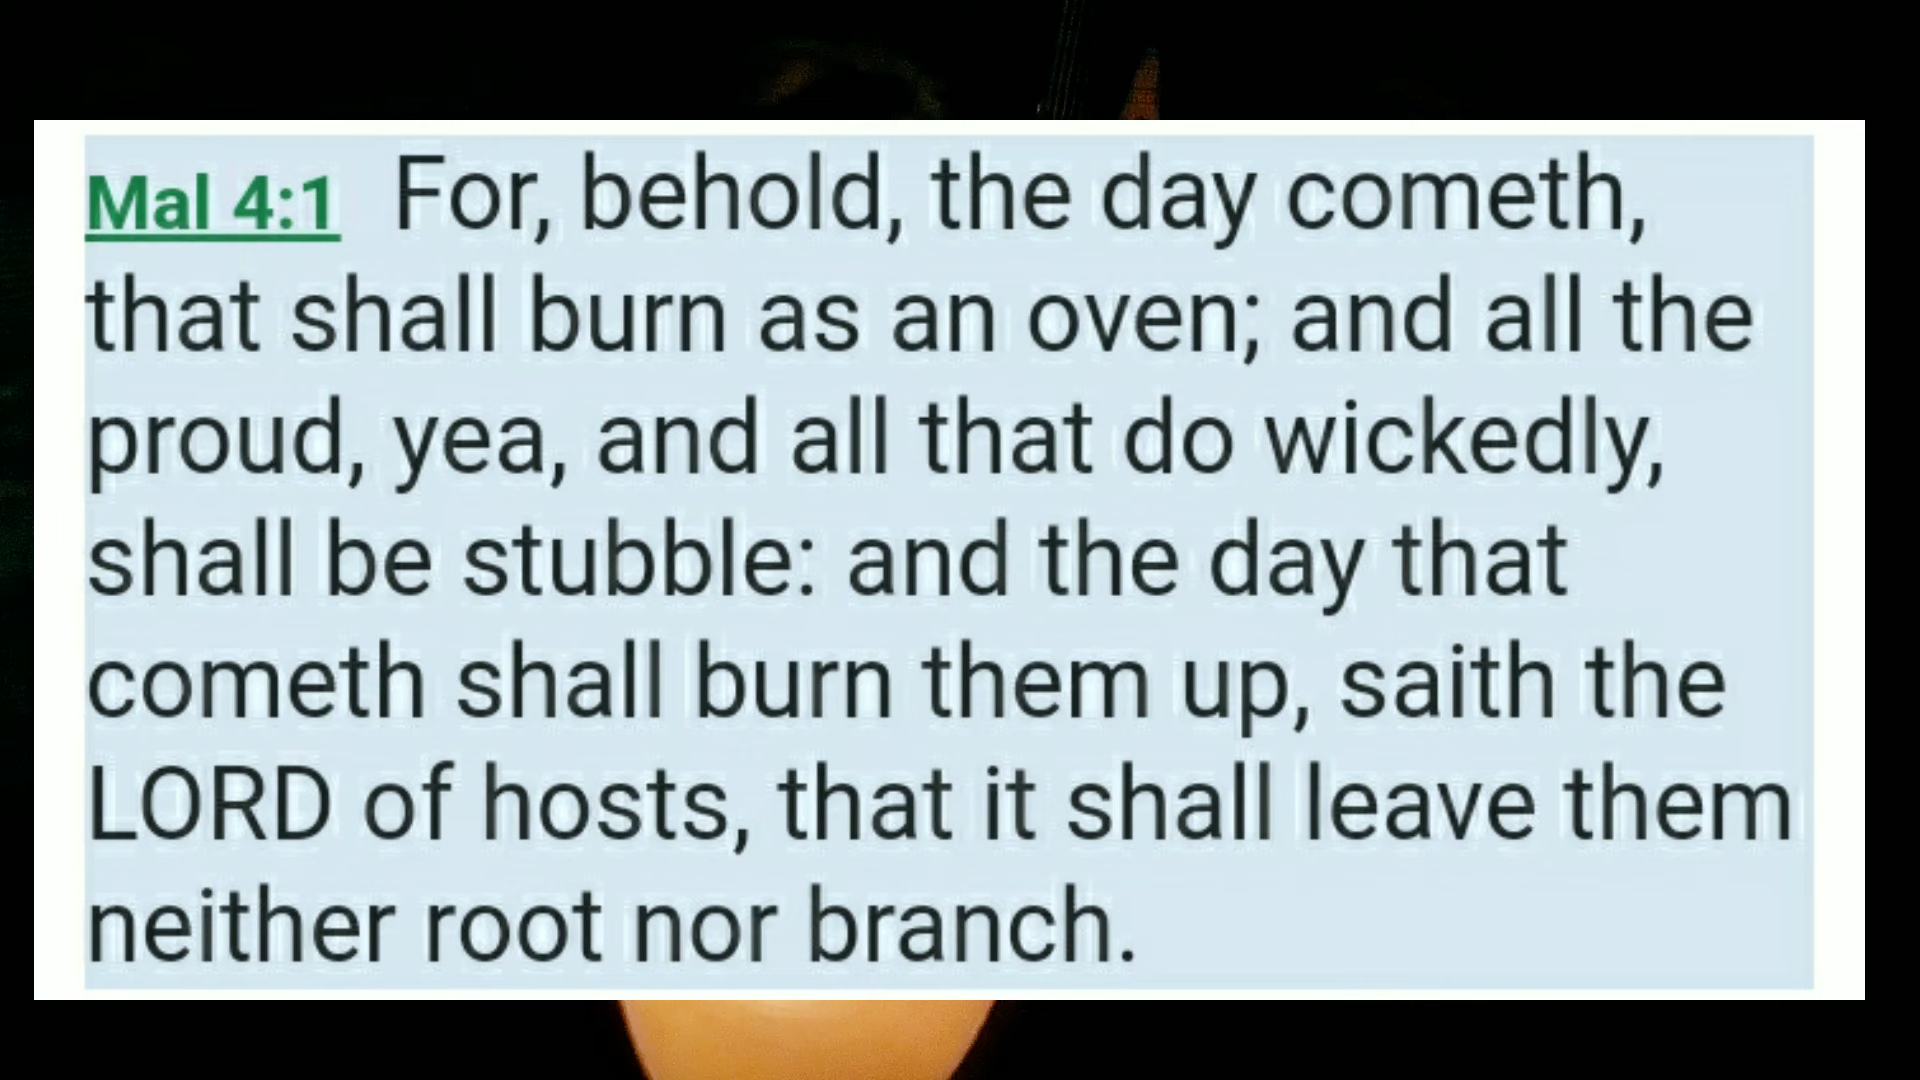 Mal 4:1 For, behold, the day cometh,
that shall burn as an oven; and all the
proud, yea, and all that do wickedly,
shall be stubble: and the day that
cometh shall burn them up, saith the
LORD of hosts, that it shall leave them
neither root nor branch.